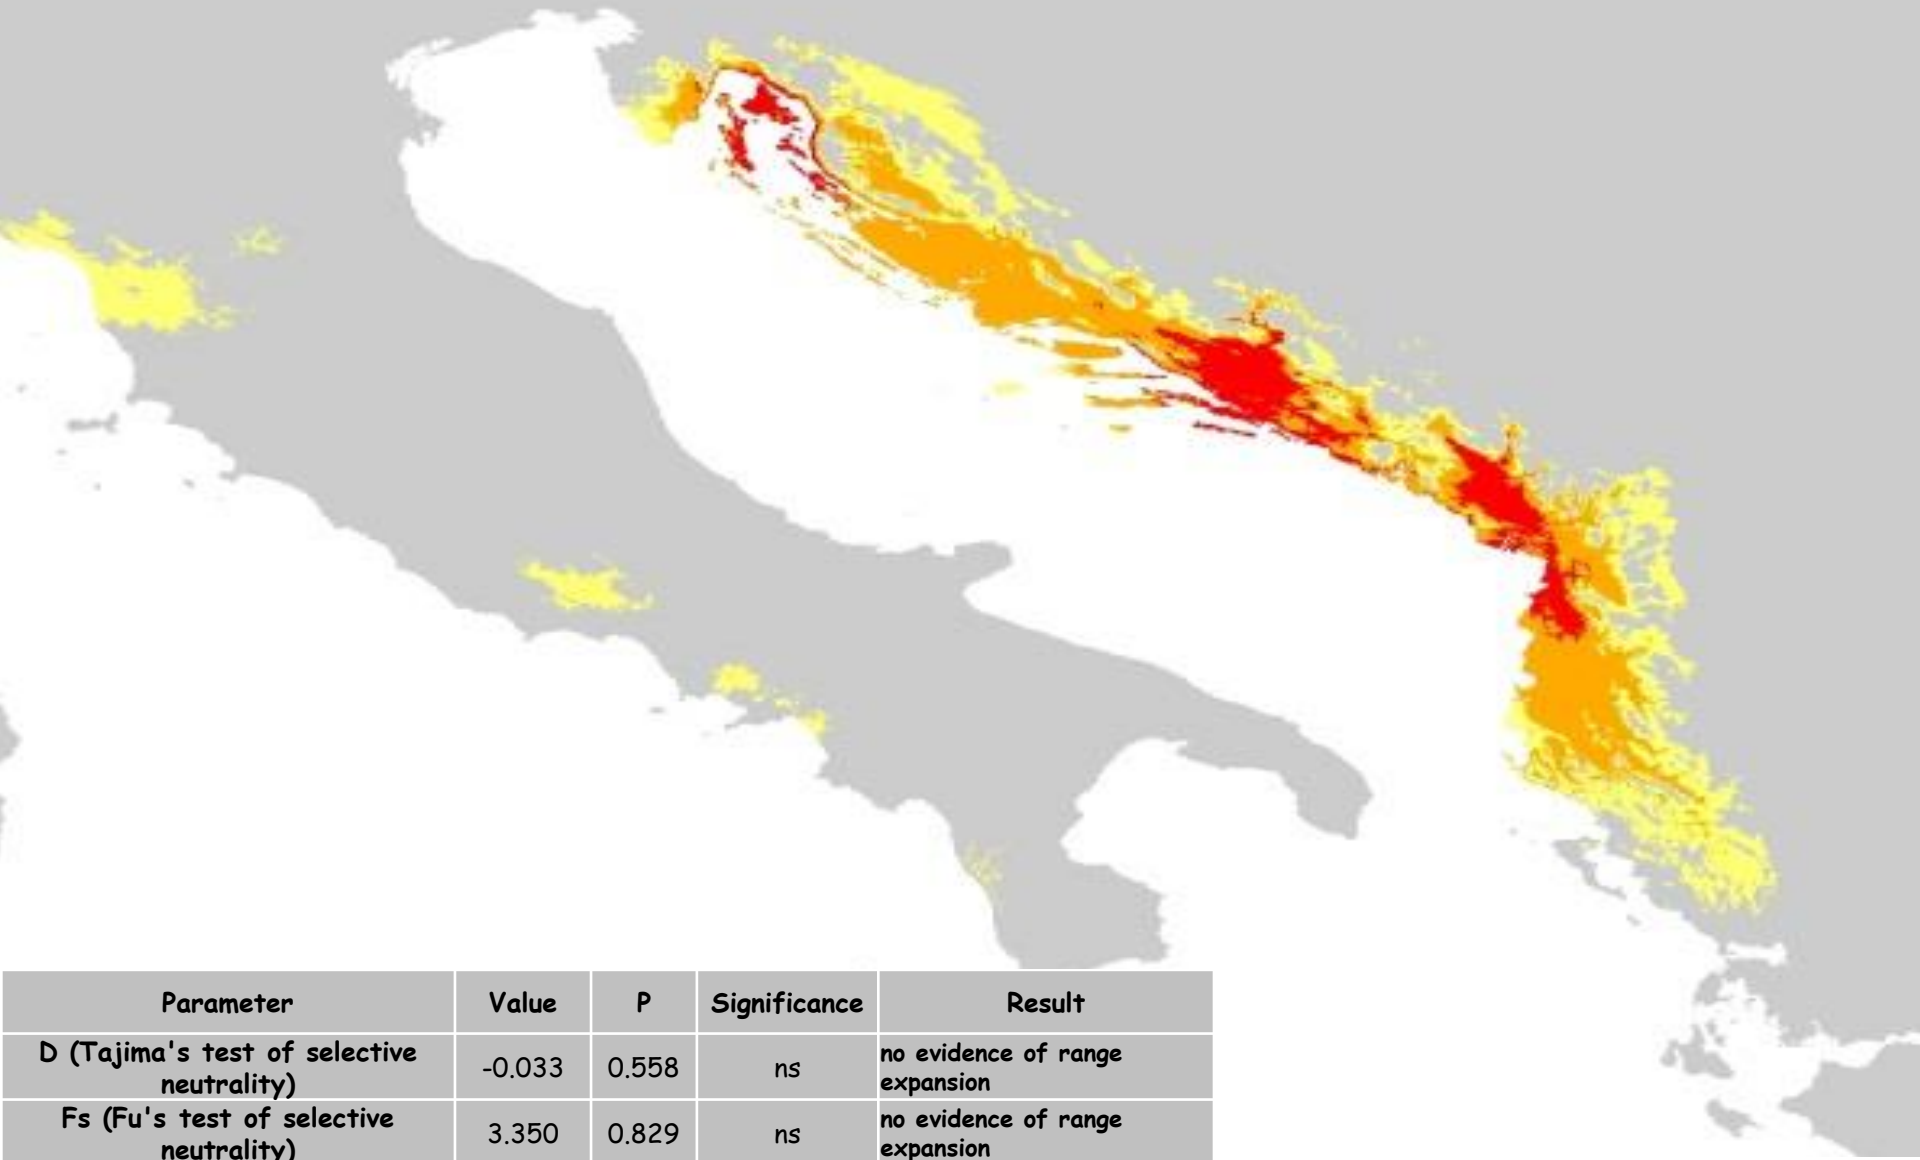 Parameter Value P Significance Result
D (Tajima's test of selective
neutrality) -0.033 0.558 ns no evidence of range
expansion
Fs (Fu's test of selective
neutrality) 3.350 0.829 ns no evidence of range
expansion